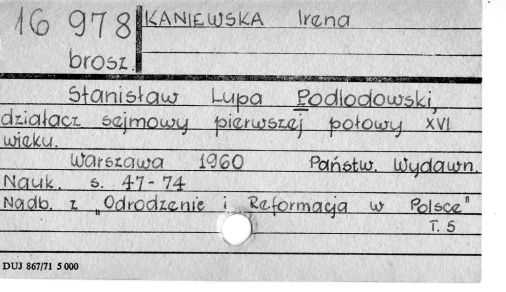 16 978 KANIEWSKA Irena
brosz.
Stanisław Lupa Podlodowski,
działacz sejmowy pierwszej połowy XVI
wieku.
Warszawa 1960 Państw. Wydawn.
Nauk. s. 47-74
Nadb. z „Odrodzenie i Reformacja w Polsce"
T. 5
DUJ 867/71 5 000